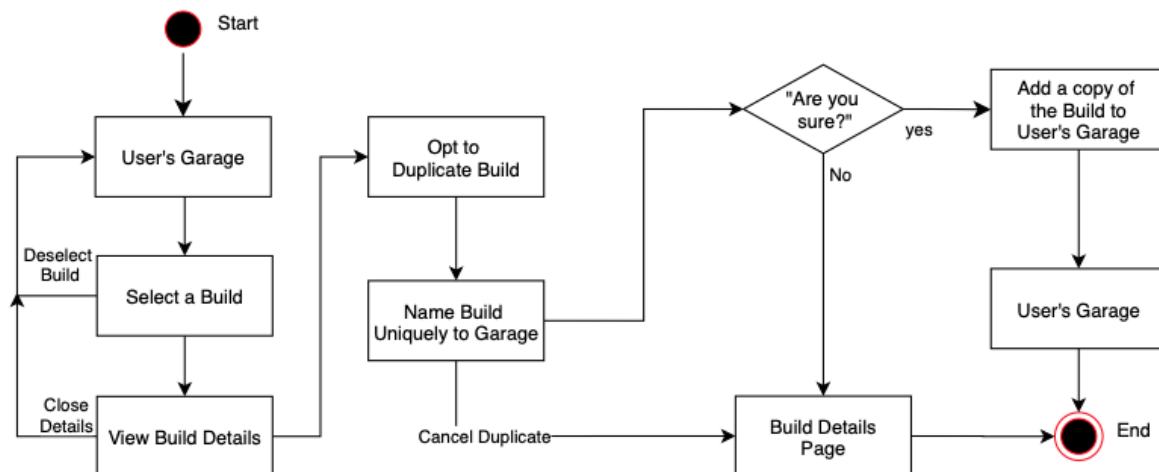 Start
User's Garage
Deselect
Build
Select a Build
Close
Details
View Build Details
Opt to
Duplicate Build
Name Build
Uniquely to Garage
Cancel Duplicate
"Are you
sure?"
yes
No
Build Details
Page
Add a copy of
the Build to
User's Garage
User's Garage
End